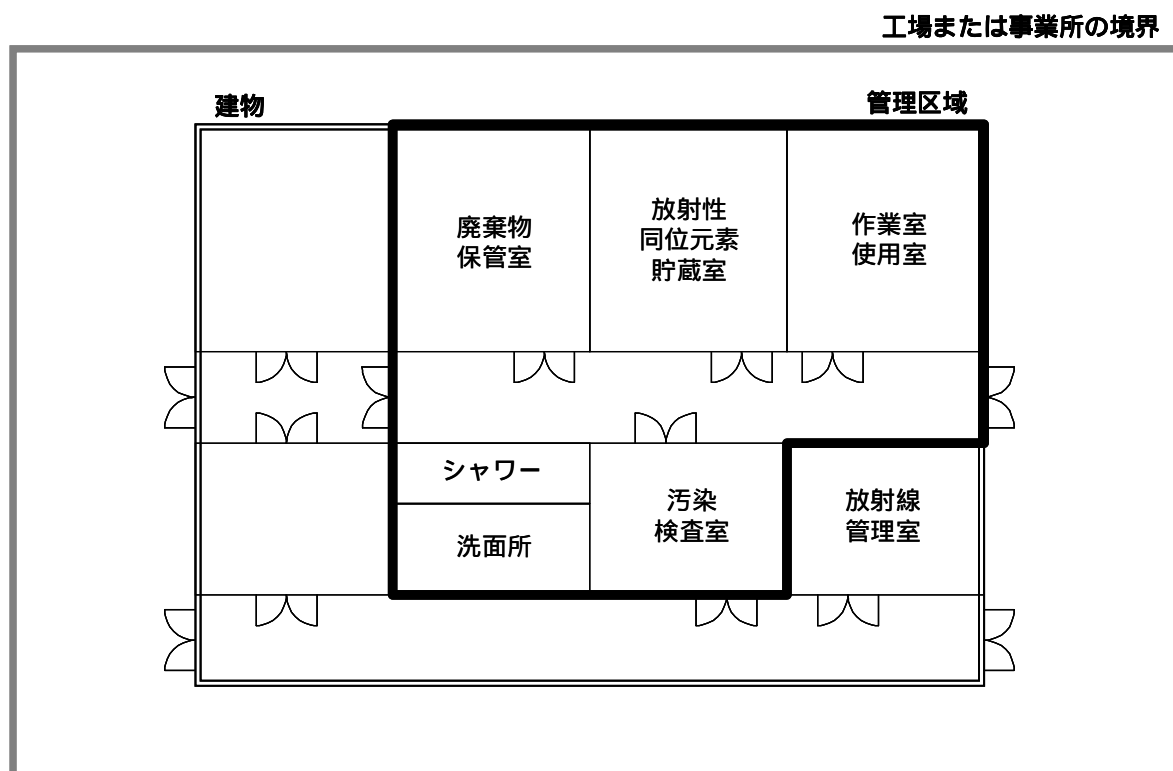 工場または事業所の境界
建物
管理区域
廃棄物
保管室
放射性
同位元素
貯蔵室
作業室
使用室
シャワー
洗面所
汚染
検査室
放射線
管理室